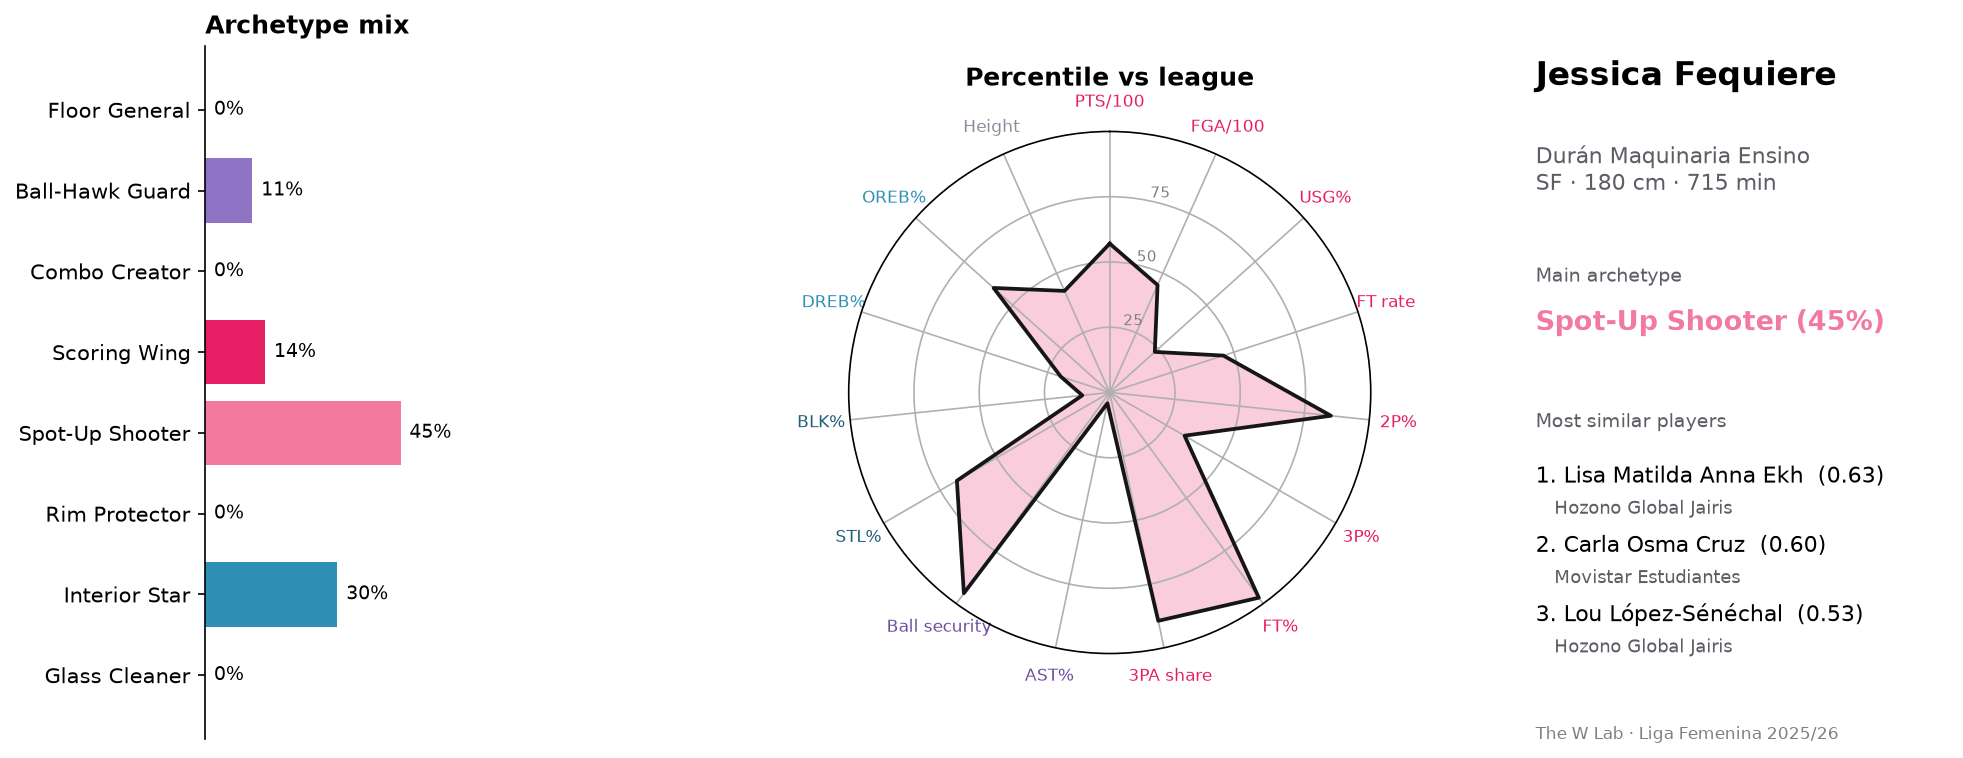 Archetype mix
Floor General
0%
Ball-Hawk Guard
11%
Combo Creator
0%
Scoring Wing
14%
Spot-Up Shooter
45%
Rim Protector
0%
Interior Star
30%
Glass Cleaner
0%
Percentile vs league
PTS/100
FGA/100
USG%
FT rate
2P%
3P%
FT%
3PA share
AST%
Ball security
STL%
BLK%
DREB%
OREB%
Height
75
50
25
Jessica Fequiere
Durán Maquinaria Ensino
SF · 180 cm · 715 min
Main archetype
Spot-Up Shooter (45%)
Most similar players
1. Lisa Matilda Anna Ekh (0.63)
Hozono Global Jairis
2. Carla Osma Cruz (0.60)
Movistar Estudiantes
3. Lou López-Sénéchal (0.53)
Hozono Global Jairis
The W Lab · Liga Femenina 2025/26